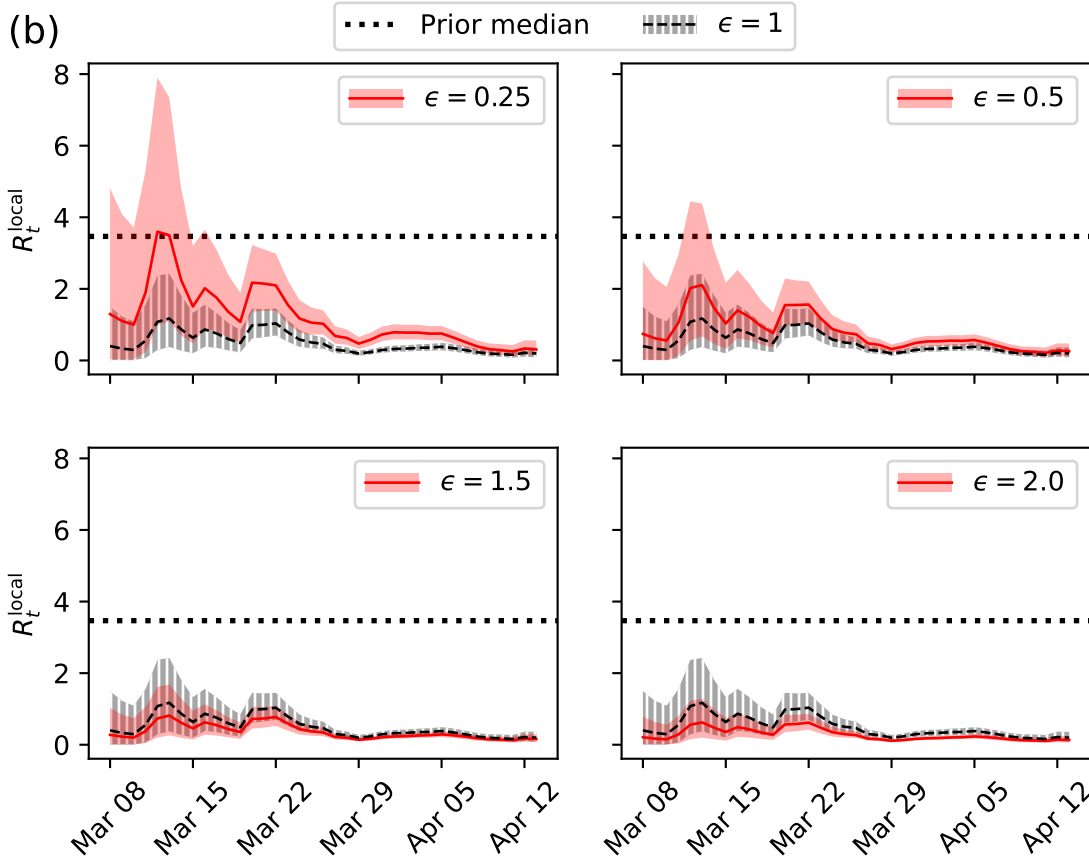 (b)
Prior median
ϵ = 1
8
6
4
2
0
R_t^local
ϵ = 0.25
ϵ = 0.5
8
6
4
2
0
R_t^local
ϵ = 1.5
ϵ = 2.0
Mar 08
Mar 15
Mar 22
Mar 29
Apr 05
Apr 12
Mar 08
Mar 15
Mar 22
Mar 29
Apr 05
Apr 12